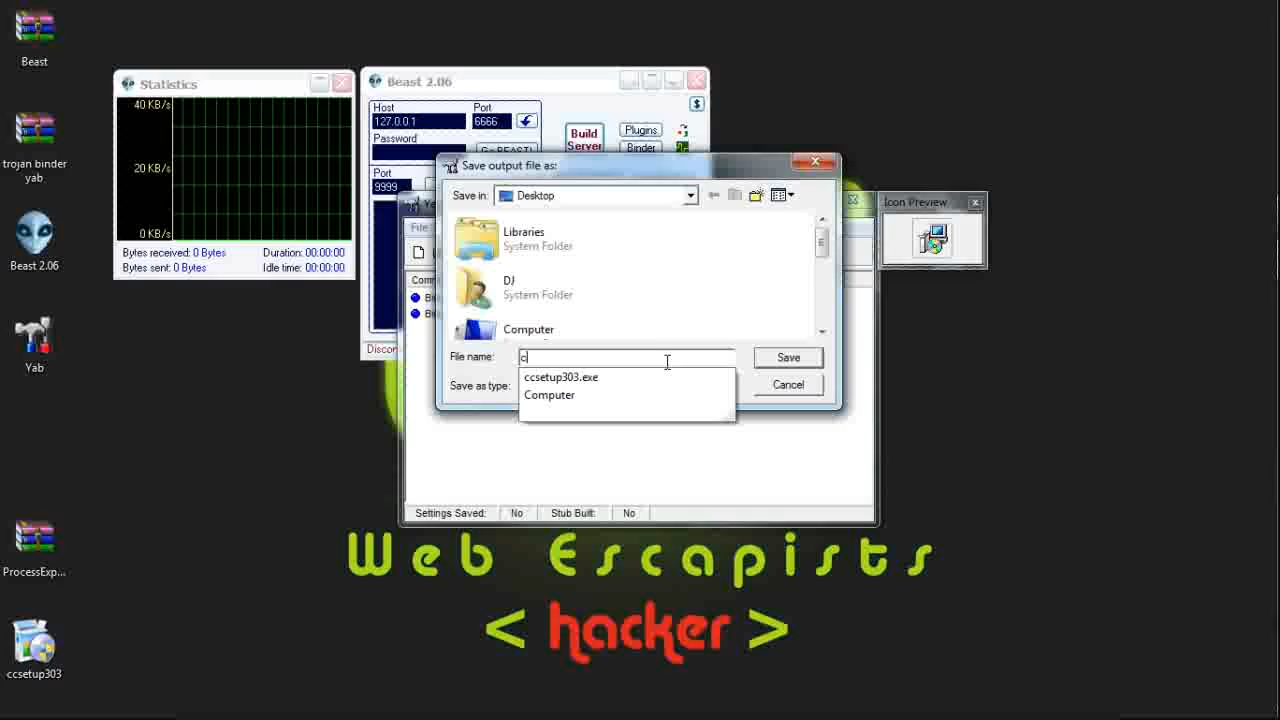 Beast
trojan binder
yab
Beast 2.06
Yab
ProcessExp...
ccsetup303
Statistics
40 KB/s
20 KB/s
0 KB/s
Bytes received: 0 Bytes
Duration: 00:00:00
Bytes sent: 0 Bytes
Idle time: 00:00:00
Beast 2.06
Host
Port
127.0.0.1
6666
Password
Port
9999
Build
Server
Plugins
Binder
$
Save output file as:
Save in:
Desktop
Libraries
System Folder
DJ
System Folder
Computer
File name:
c
Save
Save as type:
Cancel
ccsetup303.exe
Computer
File
Icon Preview
Settings Saved:
No
Stub Built:
No
Web Escapists
< hacker >